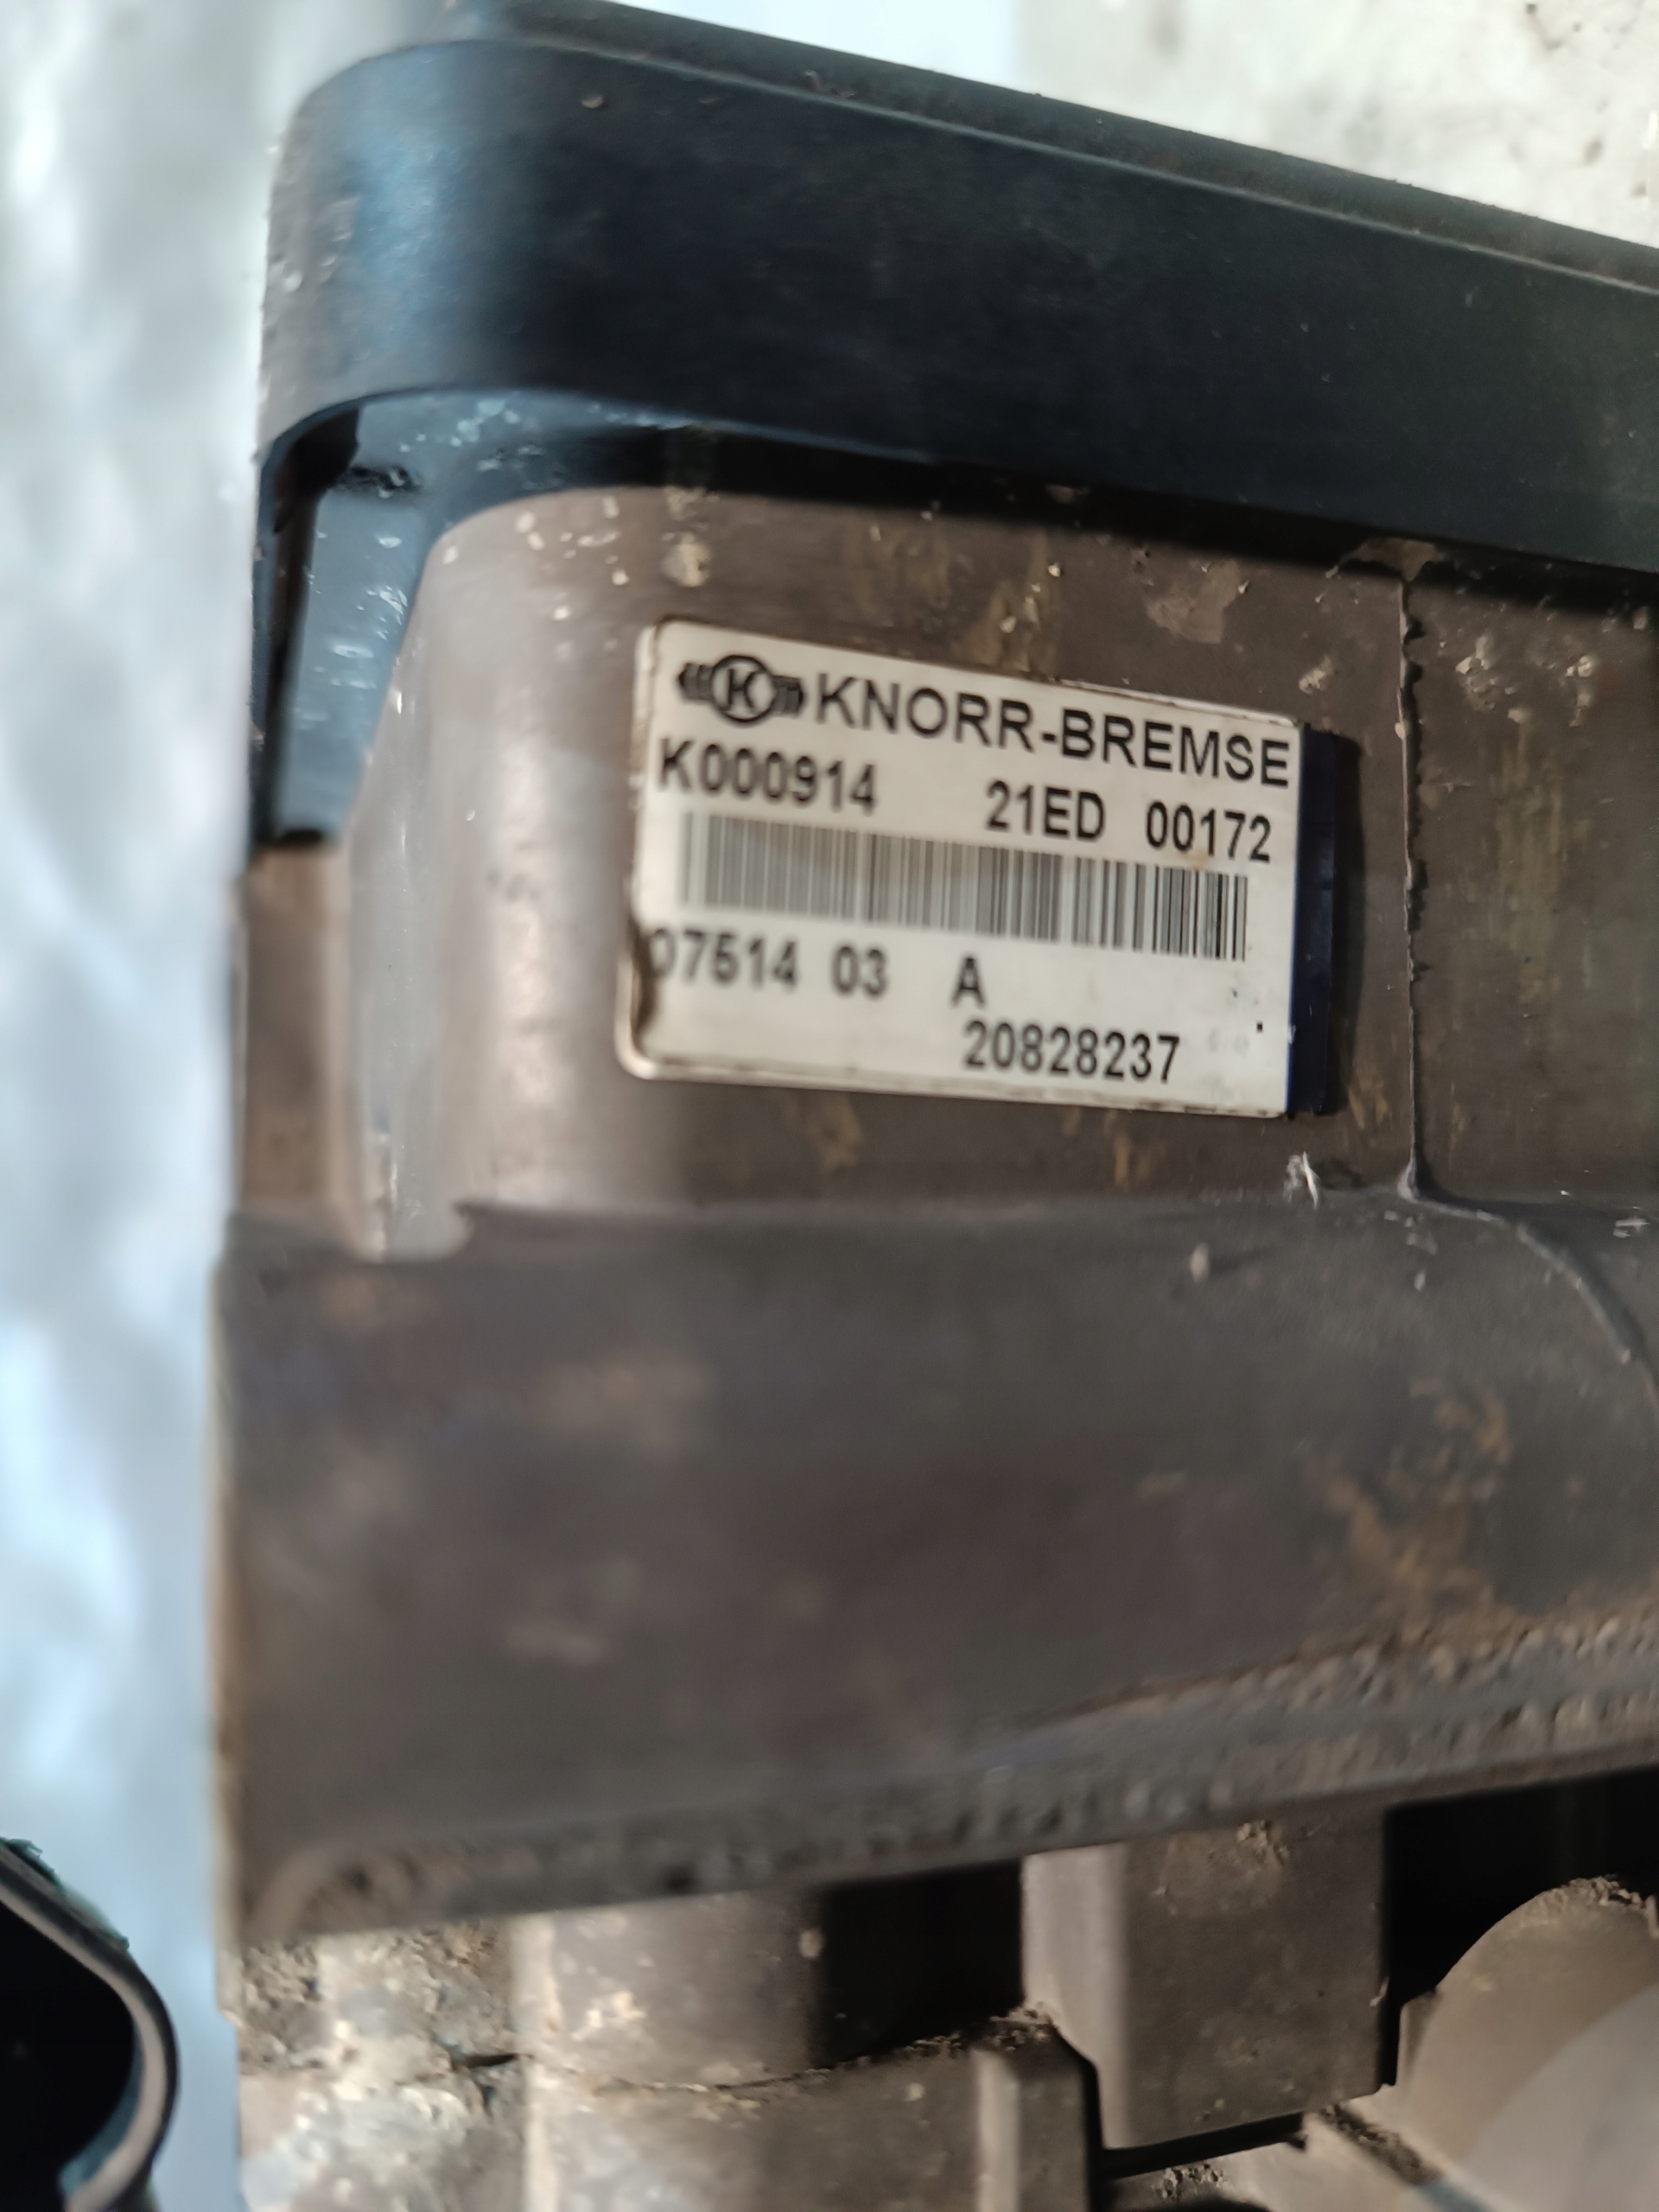 K KNORR-BREMSE
K000914 21ED 00172
07514 03 A
20828237